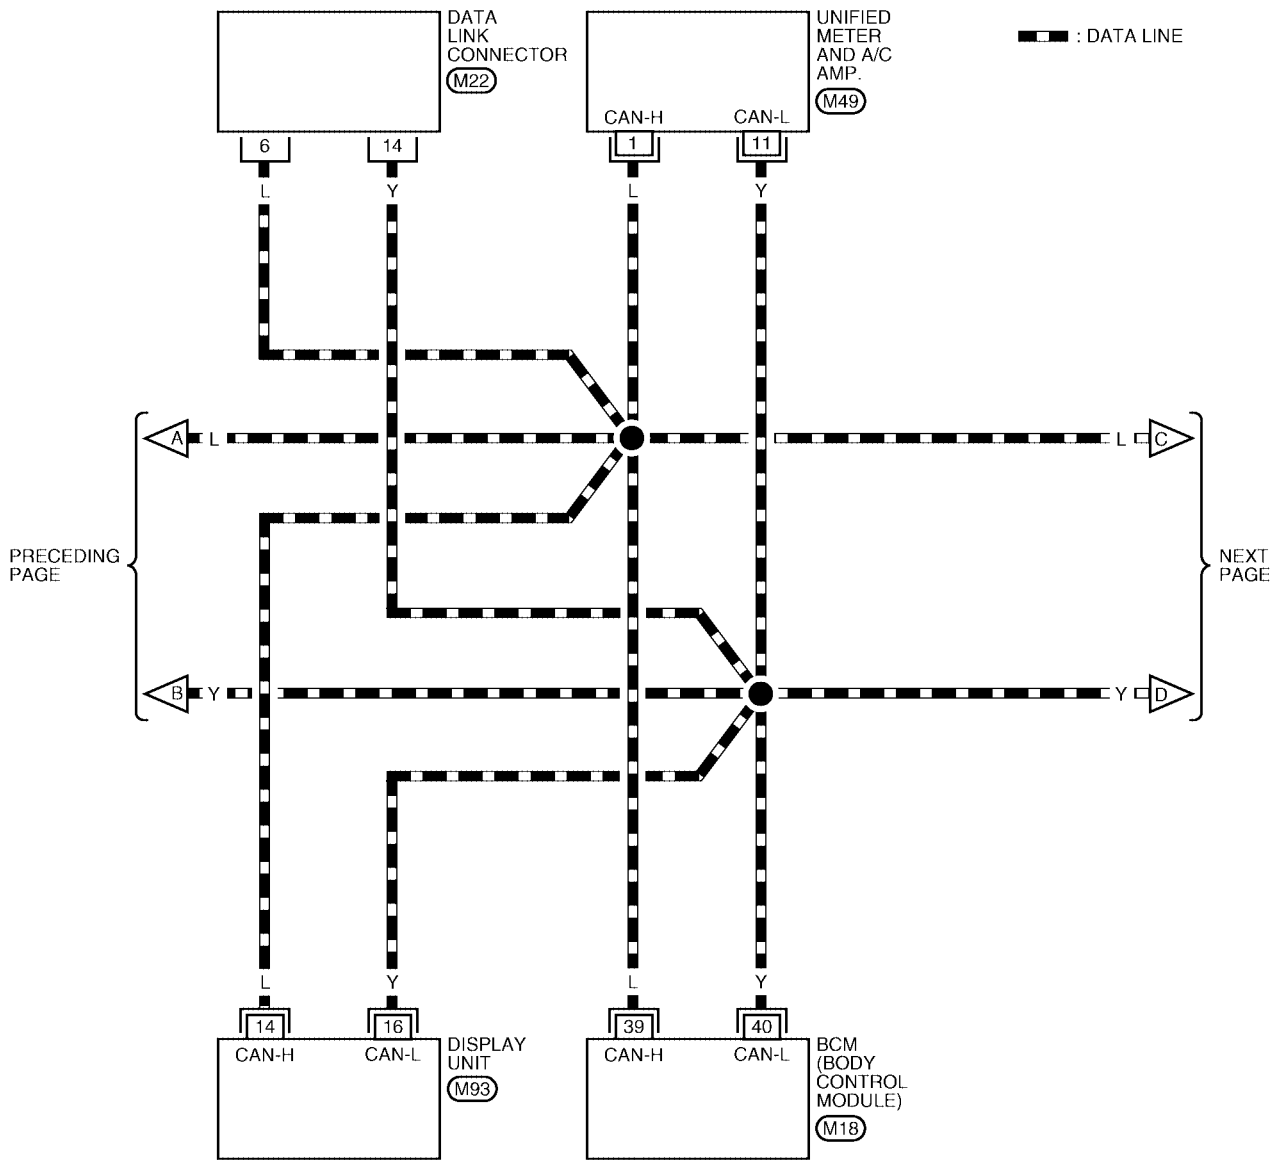 DATA
LINK
CONNECTOR
M22
UNIFIED
METER
AND A/C
AMP.
M49
: DATA LINE
CAN-H
CAN-L
6
14
1
11
L
Y
L
Y
A
L
L
C
PRECEDING
PAGE
NEXT
PAGE
B
Y
Y
D
L
Y
L
Y
14
16
39
40
CAN-H
CAN-L
DISPLAY
UNIT
M93
CAN-H
CAN-L
BCM
(BODY
CONTROL
MODULE)
M18